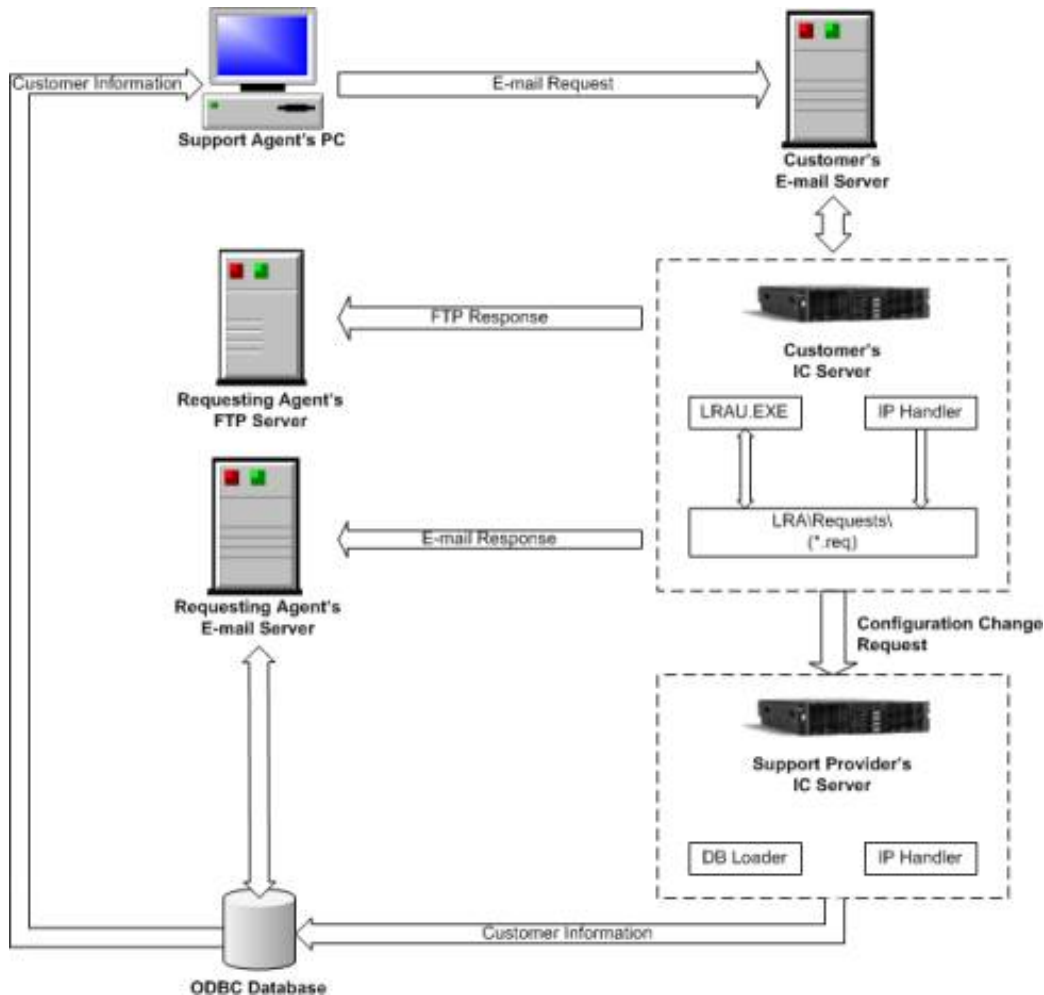 Customer Information
E-mail Request
Support Agent's PC
Customer's
E-mail Server
FTP Response
Customer's
IC Server
Requesting Agent's
FTP Server
LRAU.EXE
IP Handler
LRA\Requests\
(*.req)
E-mail Response
Requesting Agent's
E-mail Server
Configuration Change
Request
Support Provider's
IC Server
DB Loader
IP Handler
Customer Information
ODBC Database